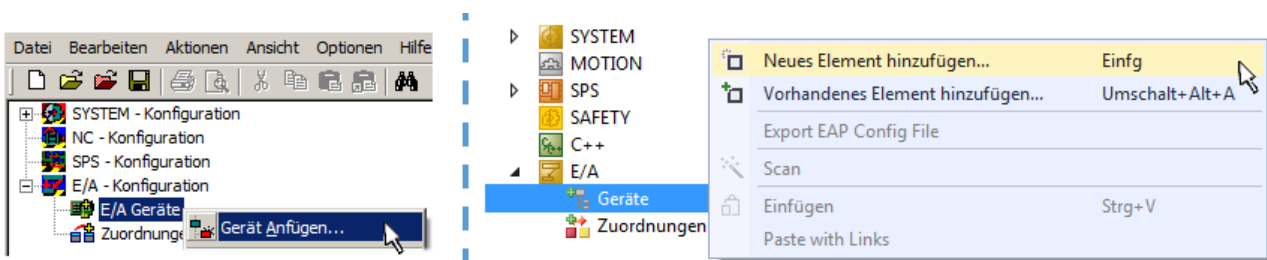 Datei Bearbeiten Aktionen Ansicht Optionen Hilfe
SYSTEM - Konfiguration
NC - Konfiguration
SPS - Konfiguration
E/A - Konfiguration
E/A Geräte
Gerät Anfügen...
Zuordnunge
SYSTEM
MOTION
SPS
SAFETY
C++
E/A
Geräte
Zuordnungen
Neues Element hinzufügen... Einfg
Vorhandenes Element hinzufügen... Umschalt+Alt+A
Export EAP Config File
Scan
Einfügen Strg+V
Paste with Links